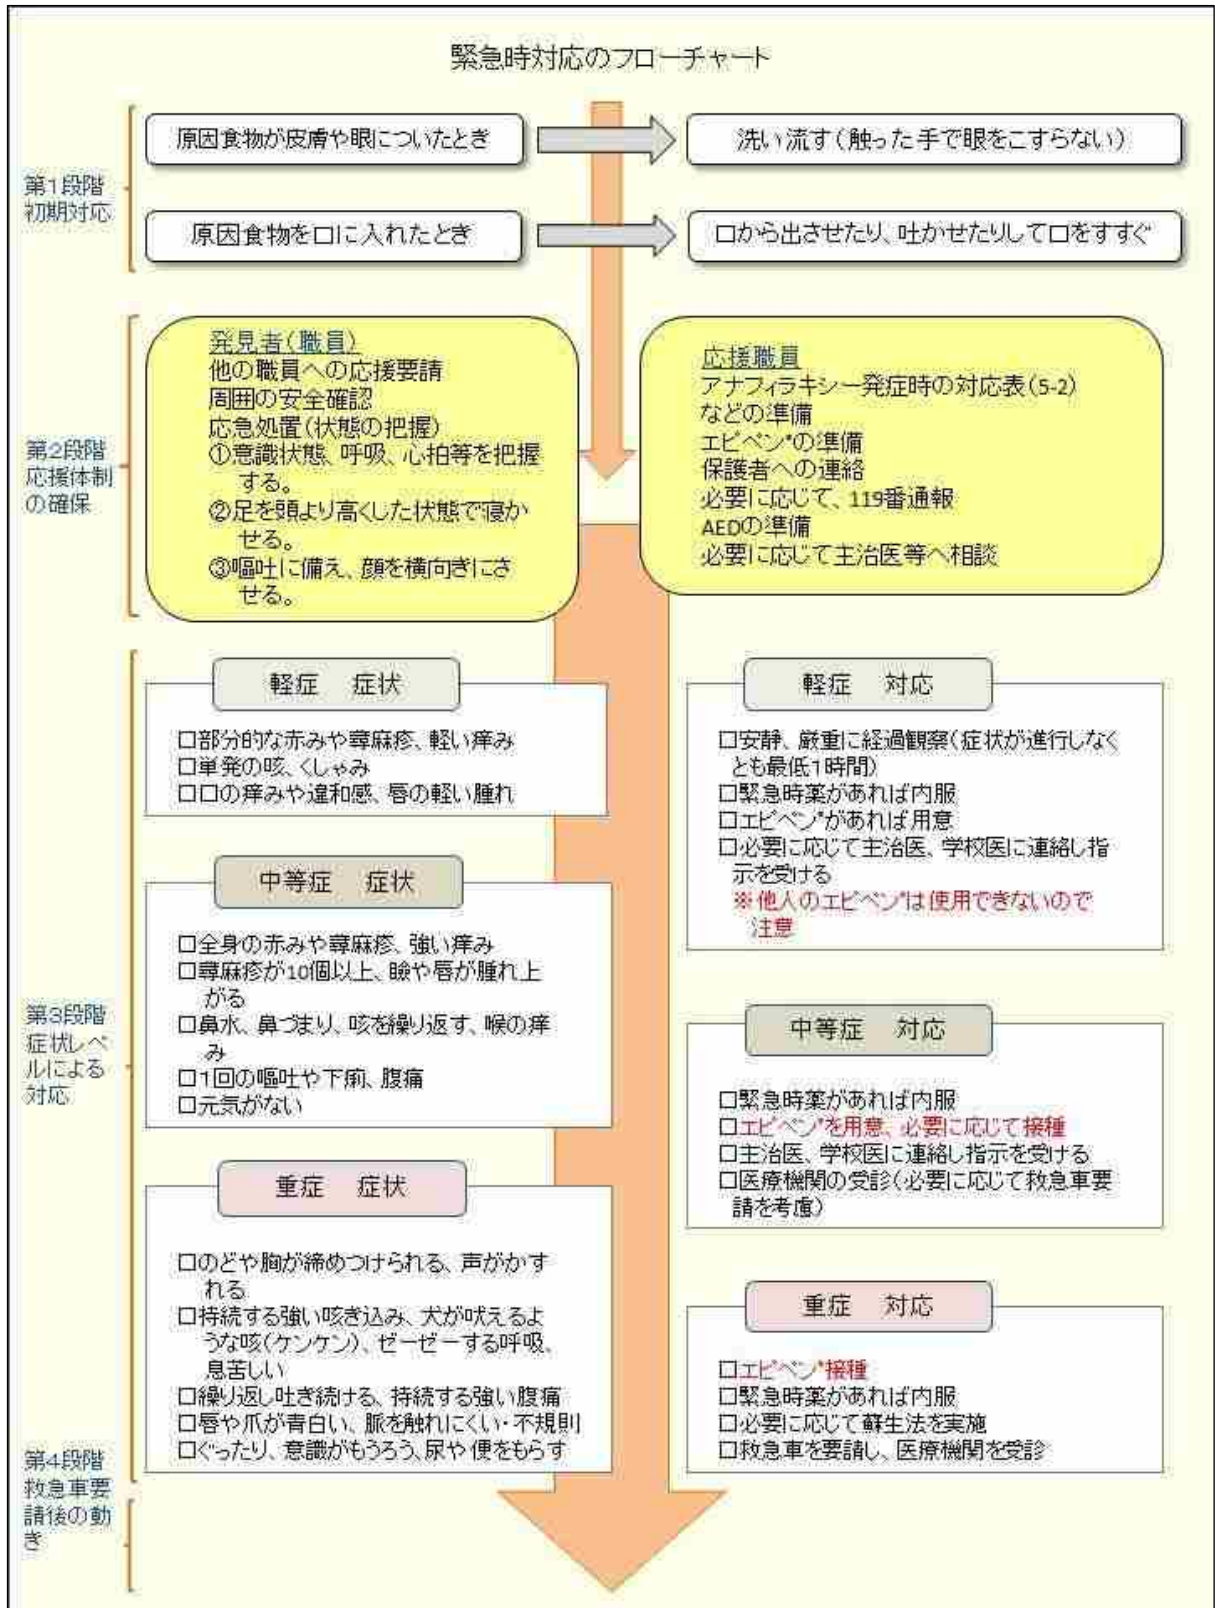 緊急時対応のフローチャート
第1段階
初期対応
原因食物が皮膚や眼についたとき
洗い流す(触った手で眼をこすらない)
原因食物を口に入れたとき
口から出させたり、吐かせたりして口をすすぐ
第2段階
応援体制
の確保
発見者(職員)
他の職員への応援要請
周囲の安全確認
応急処置(状態の把握)
①意識状態、呼吸、心拍等を把握
する。
②足を頭より高くした状態で寝か
せる。
③嘔吐に備え、顔を横向きにさ
せる。
応援職員
アナフィラキシー発症時の対応表(5-2)
などの準備
エピペン®の準備
保護者への連絡
必要に応じて、119番通報
AEDの準備
必要に応じて主治医等へ相談
第3段階
症状レベ
ルによる
対応
軽症 症状
□部分的な赤みや蕁麻疹、軽い痒み
□単発の咳、くしゃみ
□口の痒みや違和感、唇の軽い腫れ
軽症 対応
□安静、厳重に経過観察(症状が進行しなく
とも最低1時間)
□緊急時薬があれば内服
□エピペン®があれば用意
□必要に応じて主治医、学校医に連絡し指
示を受ける
※他人のエピペン®は使用できないので
注意
中等症 症状
□全身の赤みや蕁麻疹、強い痒み
□蕁麻疹が10個以上、瞼や唇が腫れ上
がる
□鼻水、鼻づまり、咳を繰り返す、喉の痒
み
□1回の嘔吐や下痢、腹痛
□元気がない
中等症 対応
□緊急時薬があれば内服
□エピペン®を用意、必要に応じて接種
□主治医、学校医に連絡し指示を受ける
□医療機関の受診(必要に応じて救急車要
請を考慮)
重症 症状
□のどや胸が締めつけられる、声がかす
れる
□持続する強い咳き込み、犬が吠えるよ
うな咳(ケンケン)、ゼーゼーする呼吸、
息苦しい
□繰り返し吐き続ける、持続する強い腹痛
□唇や爪が青白い、脈を触れにくい・不規則
□ぐったり、意識がもうろう、尿や便をもらす
重症 対応
□エピペン®接種
□緊急時薬があれば内服
□必要に応じて蘇生法を実施
□救急車を要請し、医療機関を受診
第4段階
救急車要
請後の動
き